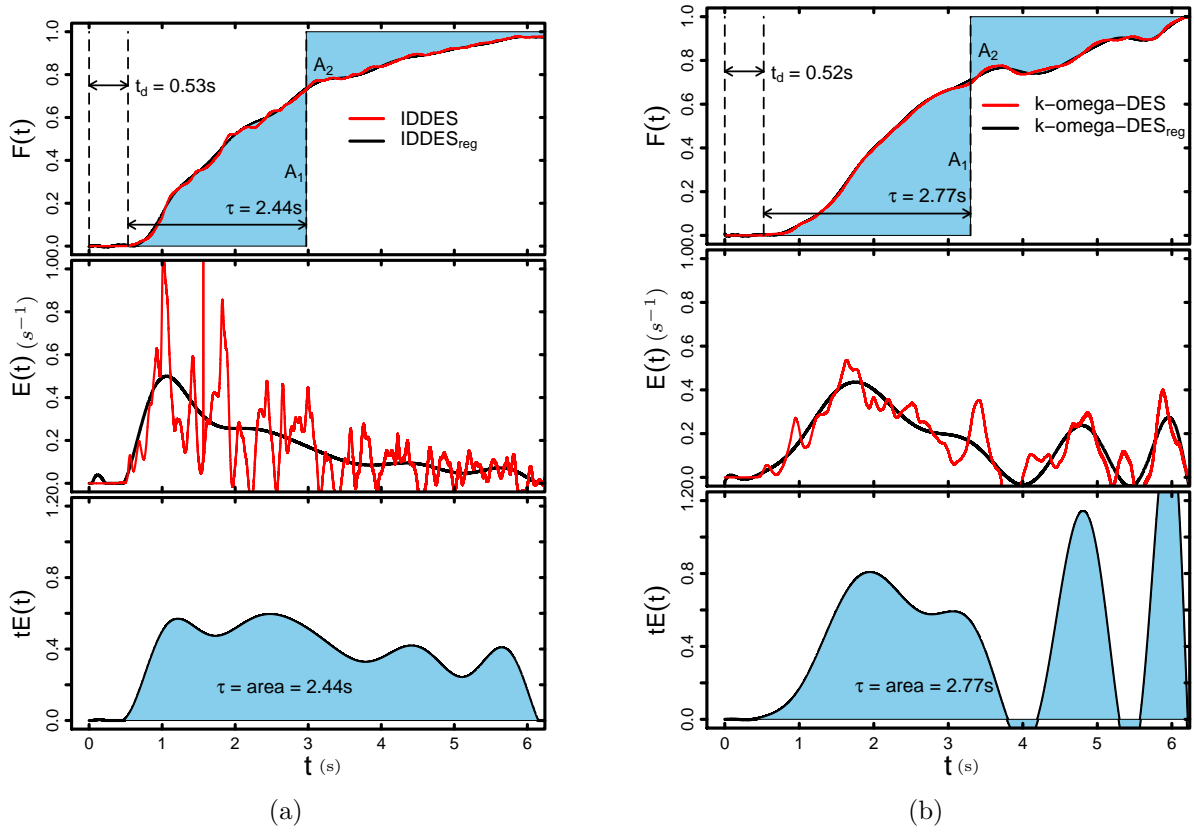 F(t)
0.0 0.2 0.4 0.6 0.8 1.0
t_d = 0.53s
A_2
IDDES
IDDES_reg
A_1
τ = 2.44s
E(t) (s^{-1})
0.0 0.2 0.4 0.6 0.8 1.0
tE(t)
0.0 0.4 0.8 1.2
τ = area = 2.44s
0 1 2 3 4 5 6
t (s)
(a)
F(t)
0.0 0.2 0.4 0.6 0.8 1.0
t_d = 0.52s
A_2
k−omega−DES
k−omega−DES_reg
A_1
τ = 2.77s
E(t) (s^{-1})
0.0 0.2 0.4 0.6 0.8 1.0
tE(t)
0.0 0.4 0.8 1.2
τ = area = 2.77s
0 1 2 3 4 5 6
t (s)
(b)